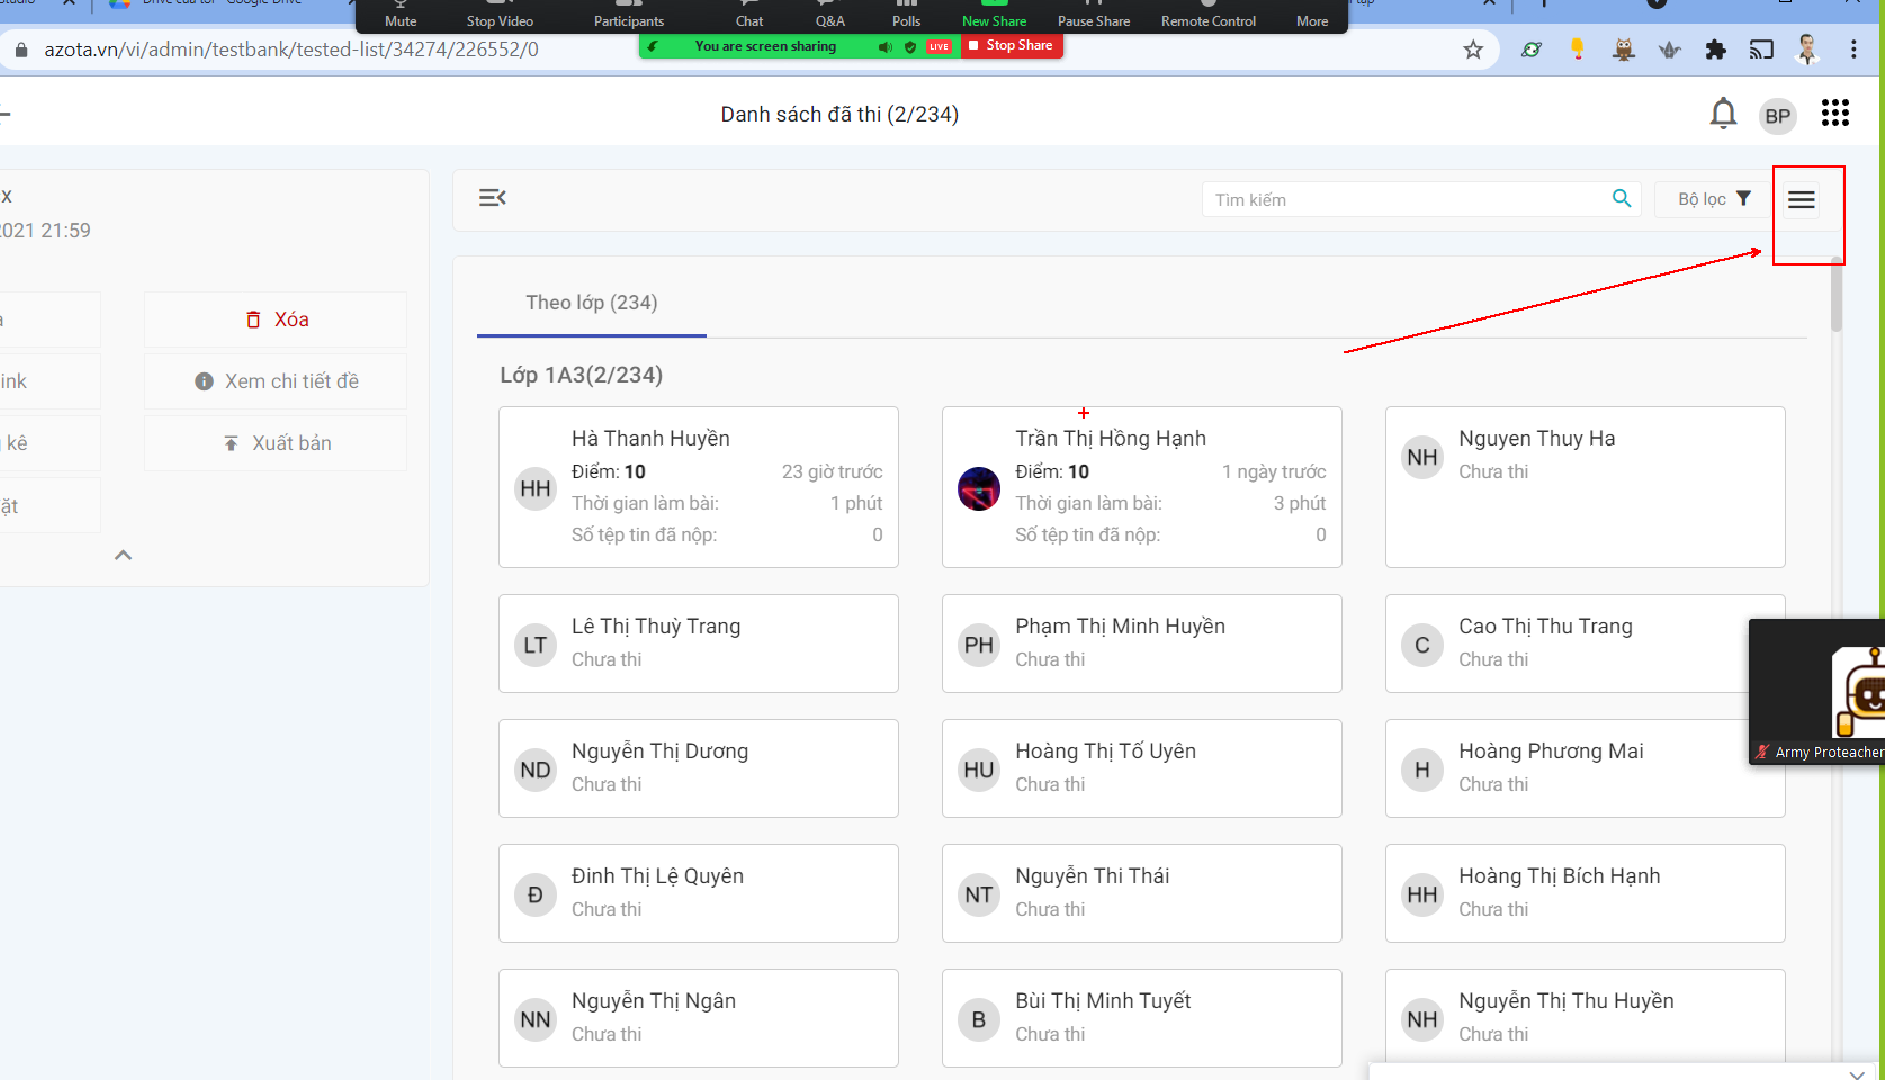 Drive của tôi - Google Drive
Mute
Stop Video
Participants
Chat
Q&A
Polls
New Share
Pause Share
Remote Control
More
azota.vn/vi/admin/testbank/tested-list/34274/226552/0
You are screen sharing
LIVE
Stop Share
Danh sách đã thi (2/234)
BP
x
2021 21:59
Tìm kiếm
Bộ lọc
Theo lớp (234)
a
Xóa
ink
Xem chi tiết đề
kê
Xuất bản
ặt
Lớp 1A3(2/234)
HH
Hà Thanh Huyền
Điểm: 10
23 giờ trước
Thời gian làm bài:
1 phút
Số tệp tin đã nộp:
0
Trần Thị Hồng Hạnh
Điểm: 10
1 ngày trước
Thời gian làm bài:
3 phút
Số tệp tin đã nộp:
0
NH
Nguyen Thuy Ha
Chưa thi
LT
Lê Thị Thuỳ Trang
Chưa thi
PH
Phạm Thị Minh Huyền
Chưa thi
C
Cao Thị Thu Trang
Chưa thi
ND
Nguyễn Thị Dương
Chưa thi
HU
Hoàng Thị Tố Uyên
Chưa thi
H
Hoàng Phương Mai
Chưa thi
Army Proteacher
Đ
Đinh Thị Lệ Quyên
Chưa thi
NT
Nguyễn Thi Thái
Chưa thi
HH
Hoàng Thị Bích Hạnh
Chưa thi
NN
Nguyễn Thị Ngân
Chưa thi
B
Bùi Thị Minh Tuyết
Chưa thi
NH
Nguyễn Thị Thu Huyền
Chưa thi